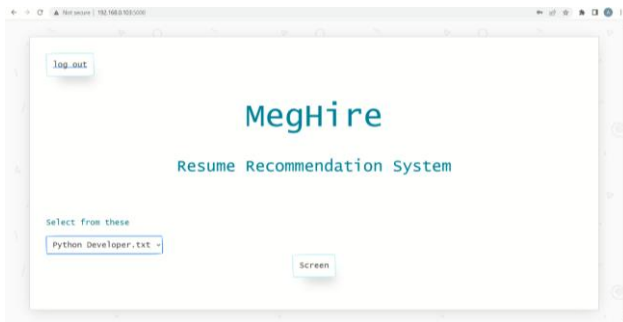 Not secure | 192.168.0.103:5000
log out
MegHire
Resume Recommendation System
Select from these
Python Developer.txt
Screen